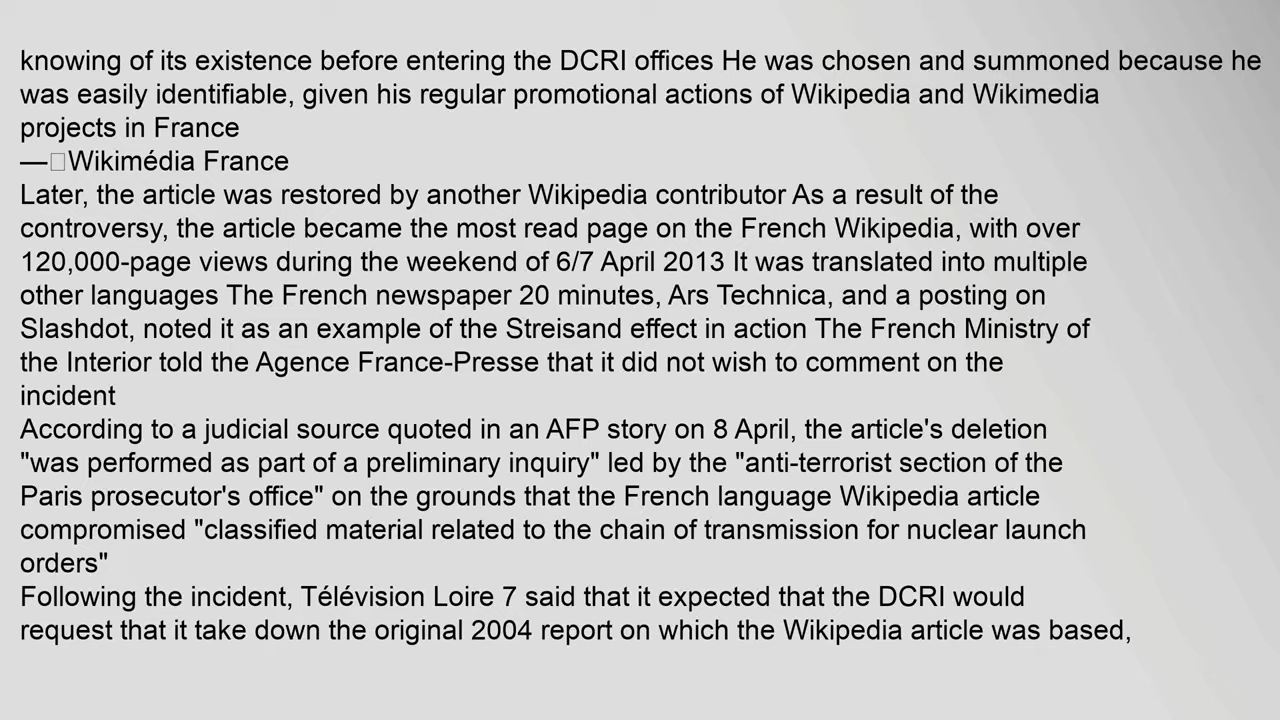 knowing of its existence before entering the DCRI offices He was chosen and summoned because he
was easily identifiable, given his regular promotional actions of Wikipedia and Wikimedia
projects in France
—□Wikimédia France
Later, the article was restored by another Wikipedia contributor As a result of the
controversy, the article became the most read page on the French Wikipedia, with over
120,000-page views during the weekend of 6/7 April 2013 It was translated into multiple
other languages The French newspaper 20 minutes, Ars Technica, and a posting on
Slashdot, noted it as an example of the Streisand effect in action The French Ministry of
the Interior told the Agence France-Presse that it did not wish to comment on the
incident
According to a judicial source quoted in an AFP story on 8 April, the article's deletion
"was performed as part of a preliminary inquiry" led by the "anti-terrorist section of the
Paris prosecutor's office" on the grounds that the French language Wikipedia article
compromised "classified material related to the chain of transmission for nuclear launch
orders"
Following the incident, Télévision Loire 7 said that it expected that the DCRI would
request that it take down the original 2004 report on which the Wikipedia article was based,